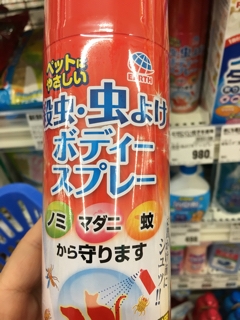 ペットに
やさしい
EARTH
殺虫・虫よけ
ボディー
スプレー
ノミ マダニ 蚊
から守ります
シュッ!!
980